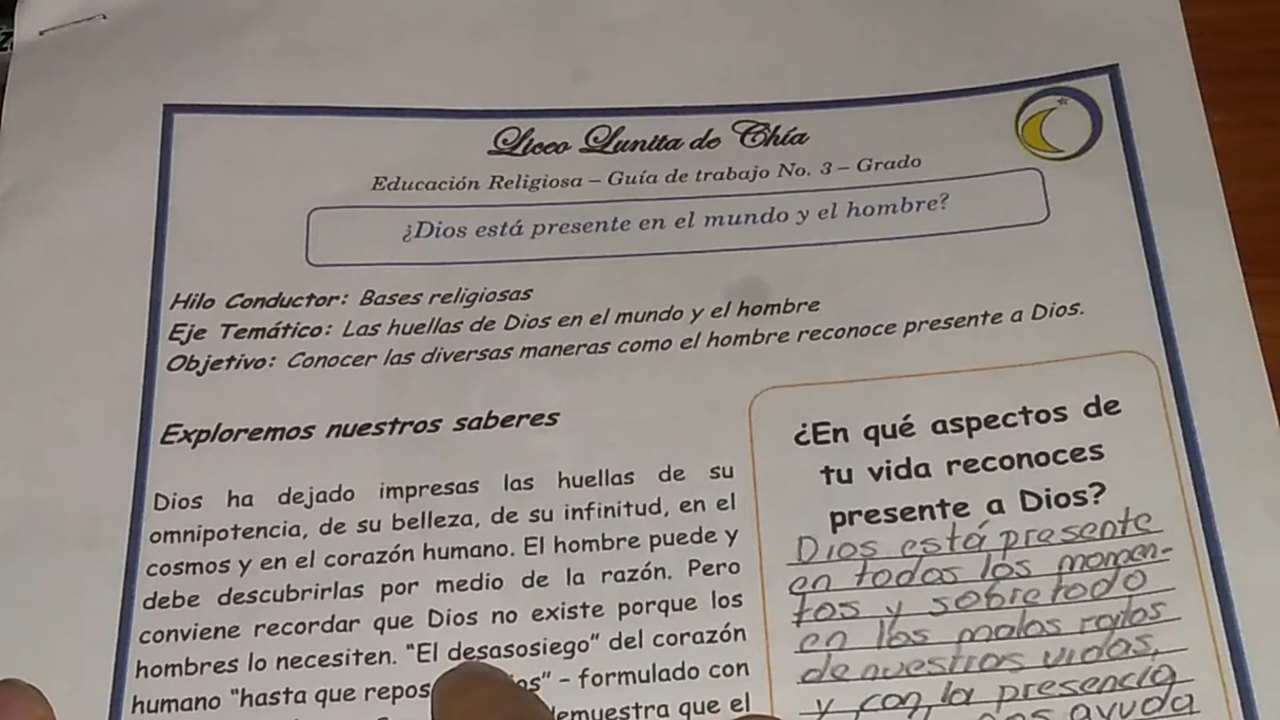 Liceo Lunita de Chía
Educación Religiosa – Guía de trabajo No. 3 – Grado
¿Dios está presente en el mundo y el hombre?
Hilo Conductor: Bases religiosas
Eje Temático: Las huellas de Dios en el mundo y el hombre
Objetivo: Conocer las diversas maneras como el hombre reconoce presente a Dios.
Exploremos nuestros saberes
Dios ha dejado impresas las huellas de su
omnipotencia, de su belleza, de su infinitud, en el
cosmos y en el corazón humano. El hombre puede y
debe descubrirlas por medio de la razón. Pero
conviene recordar que Dios no existe porque los
hombres lo necesiten. "El desasosiego" del corazón
humano "hasta que repos os" – formulado con
demuestra que el
¿En qué aspectos de
tu vida reconoces
presente a Dios?
Dios está presente
en todos los momen-
tos y sobre todo
en los malos ratos
de nuestras vidas,
y con la presencia
ayuda